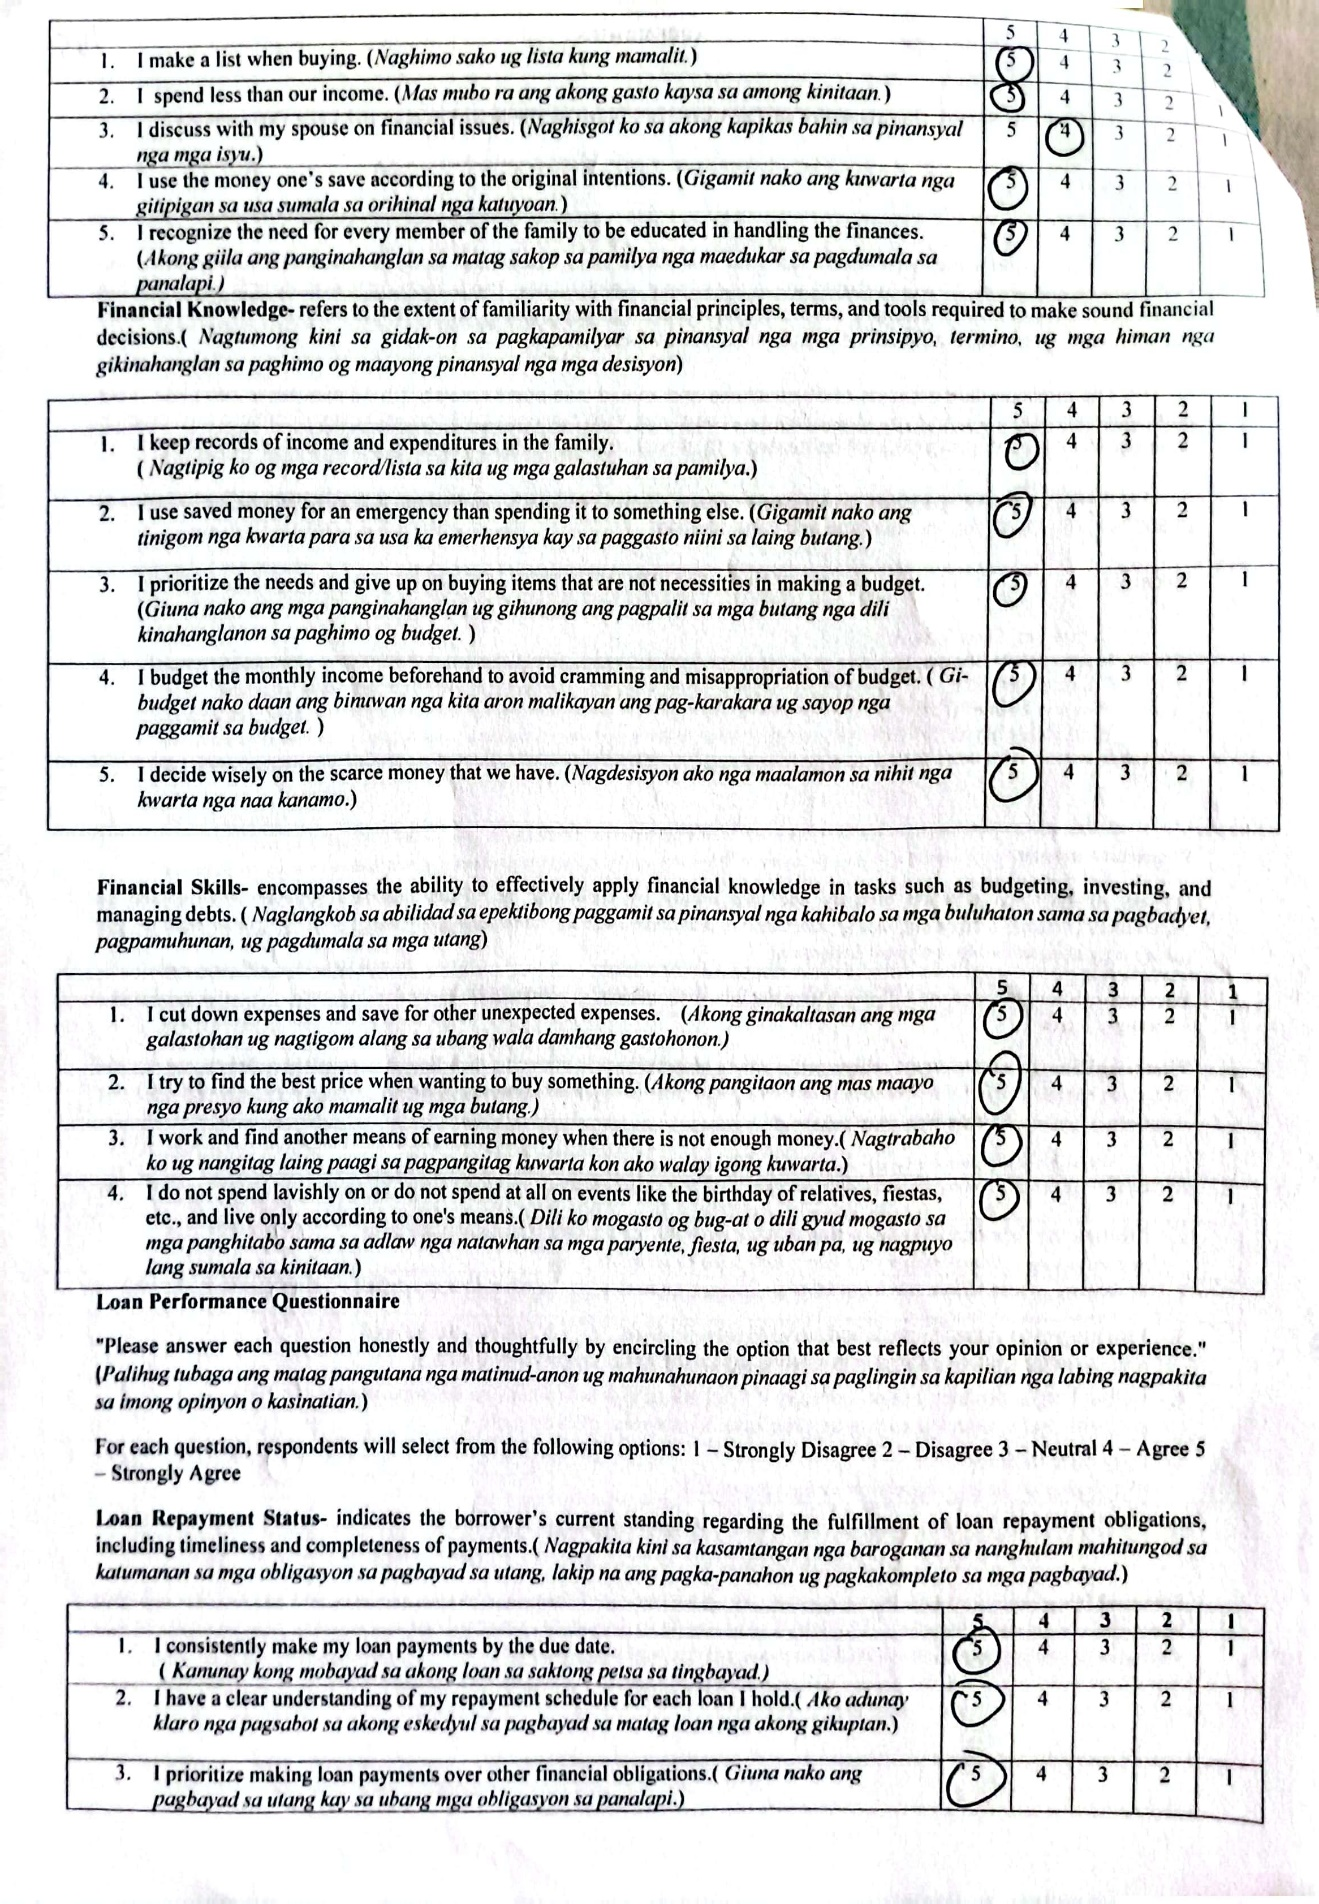 5 4 3 2
1. I make a list when buying. (Naghimo sako ug lista kung mamalit.) 5 4 3 2
2. I spend less than our income. (Mas mubo ra ang akong gasto kaysa sa among kinitaan.) 5 4 3 2 1
3. I discuss with my spouse on financial issues. (Naghisgot ko sa akong kapikas bahin sa pinansyal 5 4 3 2 1
nga mga isyu.)
4. I use the money one's save according to the original intentions. (Gigamit nako ang kuwarta nga 5 4 3 2 1
gitipigan sa usa sumala sa orihinal nga katuyoan.)
5. I recognize the need for every member of the family to be educated in handling the finances. 5 4 3 2 1
(Akong giila ang panginahanglan sa matag sakop sa pamilya nga maedukar sa pagdumala sa
panalapi.)
Financial Knowledge- refers to the extent of familiarity with financial principles, terms, and tools required to make sound financial
decisions.( Nagtumong kini sa gidak-on sa pagkapamilyar sa pinansyal nga mga prinsipyo, termino, ug mga himan nga
gikinahanglan sa paghimo og maayong pinansyal nga mga desisyon)
5 4 3 2 1
1. I keep records of income and expenditures in the family. 5 4 3 2 1
( Nagtipig ko og mga record/lista sa kita ug mga galastuhan sa pamilya.)
2. I use saved money for an emergency than spending it to something else. (Gigamit nako ang 5 4 3 2 1
tinigom nga kwarta para sa usa ka emerhensya kay sa paggasto niini sa laing butang.)
3. I prioritize the needs and give up on buying items that are not necessities in making a budget. 5 4 3 2 1
(Giuna nako ang mga panginahanglan ug gihunong ang pagpalit sa mga butang nga dili
kinahanglanon sa paghimo og budget. )
4. I budget the monthly income beforehand to avoid cramming and misappropriation of budget. ( Gi- 5 4 3 2 1
budget nako daan ang binuwan nga kita aron malikayan ang pag-karakara ug sayop nga
paggamit sa budget. )
5. I decide wisely on the scarce money that we have. (Nagdesisyon ako nga maalamon sa nihit nga 5 4 3 2 1
kwarta nga naa kanamo.)
Financial Skills- encompasses the ability to effectively apply financial knowledge in tasks such as budgeting, investing, and
managing debts. ( Naglangkob sa abilidad sa epektibong paggamit sa pinansyal nga kahibalo sa mga buluhaton sama sa pagbadyet,
pagpamuhunan, ug pagdumala sa mga utang)
5 4 3 2 1
1. I cut down expenses and save for other unexpected expenses. (Akong ginakaltasan ang mga 5 4 3 2 1
galastohan ug nagtigom alang sa ubang wala damhang gastohonon.)
2. I try to find the best price when wanting to buy something. (Akong pangitaon ang mas maayo 5 4 3 2 1
nga presyo kung ako mamalit ug mga butang.)
3. I work and find another means of earning money when there is not enough money.( Nagtrabaho 5 4 3 2 1
ko ug nangitag laing paagi sa pagpangitag kuwarta kon ako walay igong kuwarta.)
4. I do not spend lavishly on or do not spend at all on events like the birthday of relatives, fiestas, 5 4 3 2 1
etc., and live only according to one's means.( Dili ko mogasto og bug-at o dili gyud mogasto sa
mga panghitabo sama sa adlaw nga natawhan sa mga paryente, fiesta, ug uban pa, ug nagpuyo
lang sumala sa kinitaan.)
Loan Performance Questionnaire
"Please answer each question honestly and thoughtfully by encircling the option that best reflects your opinion or experience."
(Palihug tubaga ang matag pangutana nga matinud-anon ug mahunahunaon pinaagi sa paglingin sa kapilian nga labing nagpakita
sa imong opinyon o kasinatian.)
For each question, respondents will select from the following options: 1 – Strongly Disagree 2 – Disagree 3 – Neutral 4 – Agree 5
– Strongly Agree
Loan Repayment Status- indicates the borrower's current standing regarding the fulfillment of loan repayment obligations,
including timeliness and completeness of payments.( Nagpakita kini sa kasamtangan nga baroganan sa nanghulam mahitungod sa
katumanan sa mga obligasyon sa pagbayad sa utang, lakip na ang pagka-panahon ug pagkakompleto sa mga pagbayad.)
5 4 3 2 1
1. I consistently make my loan payments by the due date. 5 4 3 2 1
( Kanunay kong mobayad sa akong loan sa saktong petsa sa tingbayad.)
2. I have a clear understanding of my repayment schedule for each loan I hold.( Ako adunay 5 4 3 2 1
klaro nga pagsabot sa akong eskedyul sa pagbayad sa matag loan nga akong gikuptan.)
3. I prioritize making loan payments over other financial obligations.( Giuna nako ang 5 4 3 2 1
pagbayad sa utang kay sa ubang mga obligasyon sa panalapi.)